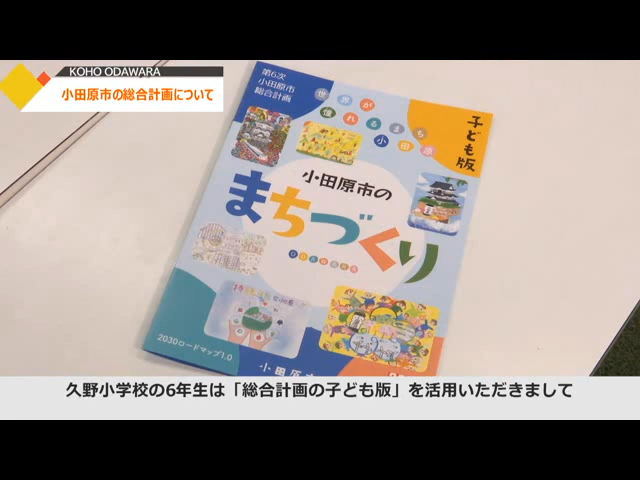 KOHO ODAWARA
小田原市の総合計画について
第6次
小田原市
総合計画
世界が
憧れるまち
小田原
子ども版
小田原市の
まちづくり
ODAWARA
2030ロードマップ1.0
小田原市
久野小学校の6年生は「総合計画の子ども版」を活用いただきまして